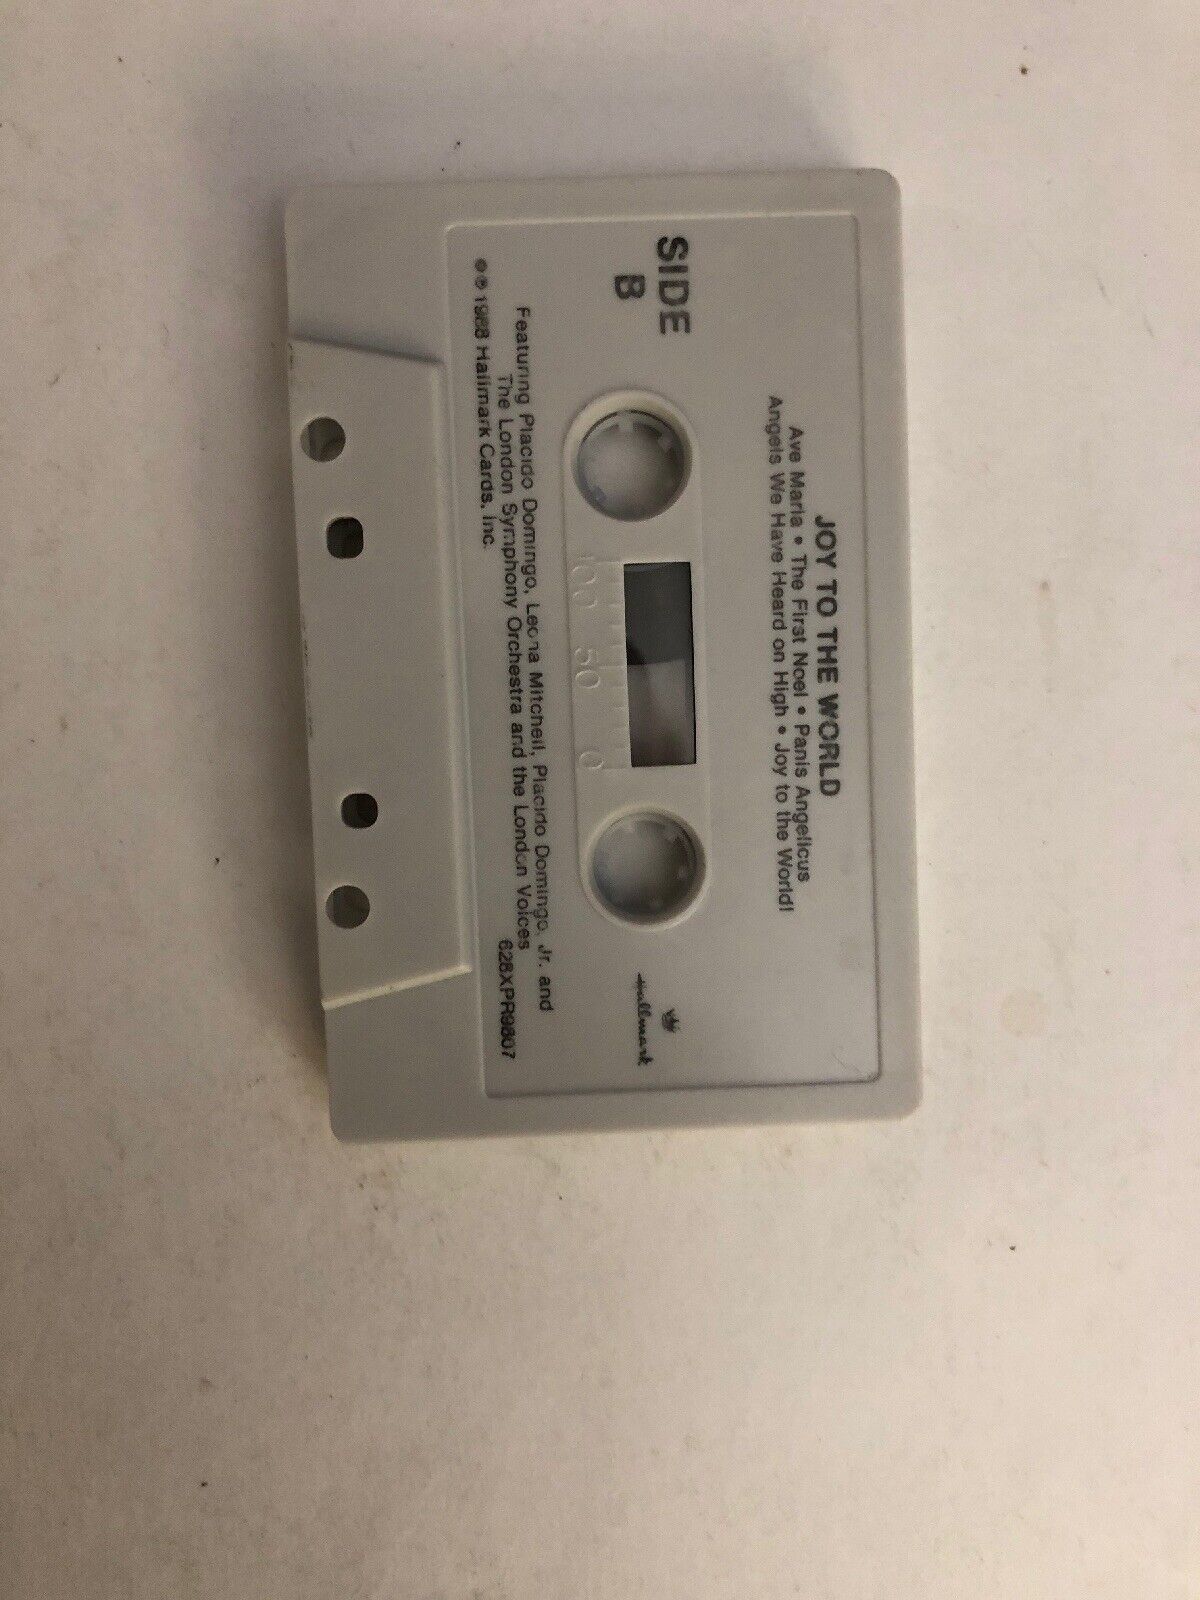 JOY TO THE WORLD
Ave Maria • The First Noel • Panis Angelicus
Angels We Have Heard on High • Joy to the World!
SIDE
B
Hallmark
100 50 0
Featuring Placido Domingo, Leona Mitchell, Placido Domingo, Jr. and
The London Symphony Orchestra and the London Voices
© ℗ 1988 Hallmark Cards, Inc.
628XPR9807